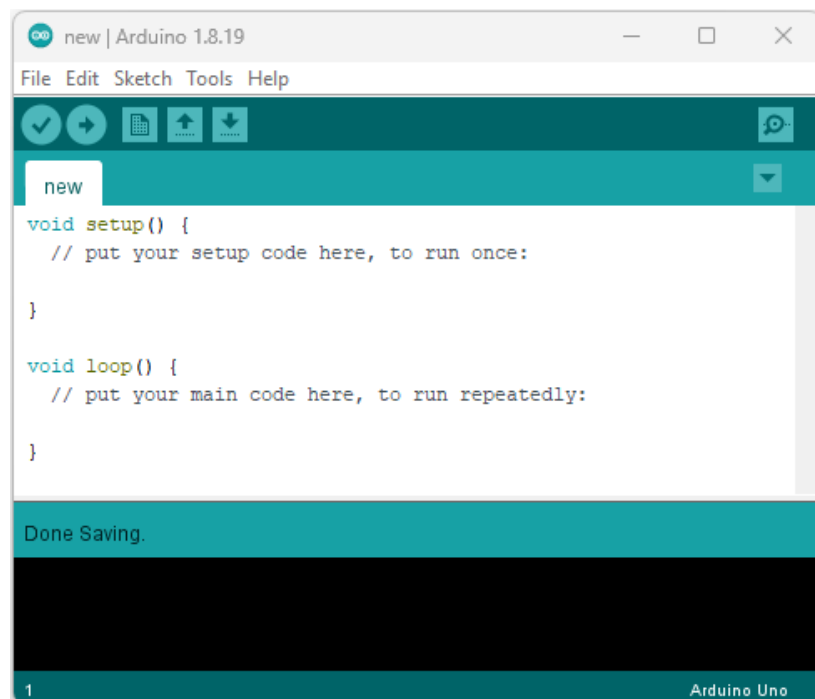 new | Arduino 1.8.19
File Edit Sketch Tools Help
new
void setup() {
  // put your setup code here, to run once:
}
void loop() {
  // put your main code here, to run repeatedly:
}
Done Saving.
1 Arduino Uno